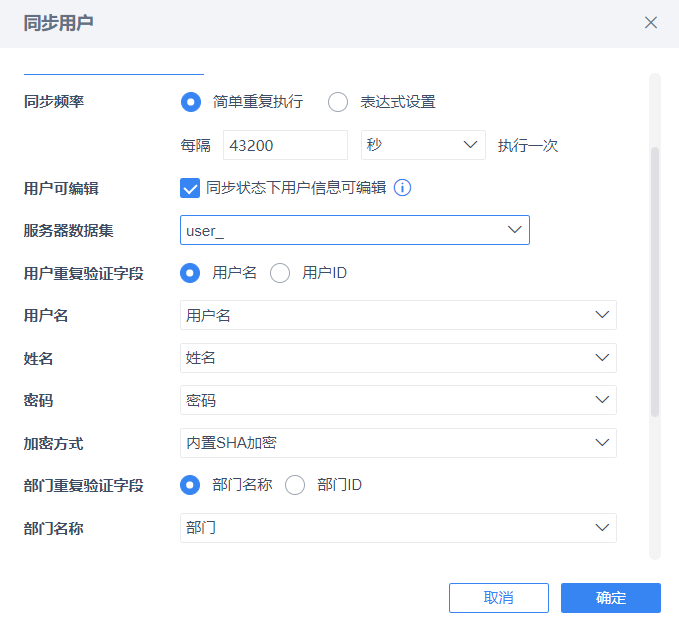 同步用户
同步频率 简单重复执行 表达式设置
每隔 43200 秒 执行一次
用户可编辑 同步状态下用户信息可编辑
服务器数据集 user_
用户重复验证字段 用户名 用户ID
用户名 用户名
姓名 姓名
密码 密码
加密方式 内置SHA加密
部门重复验证字段 部门名称 部门ID
部门名称 部门
取消 确定